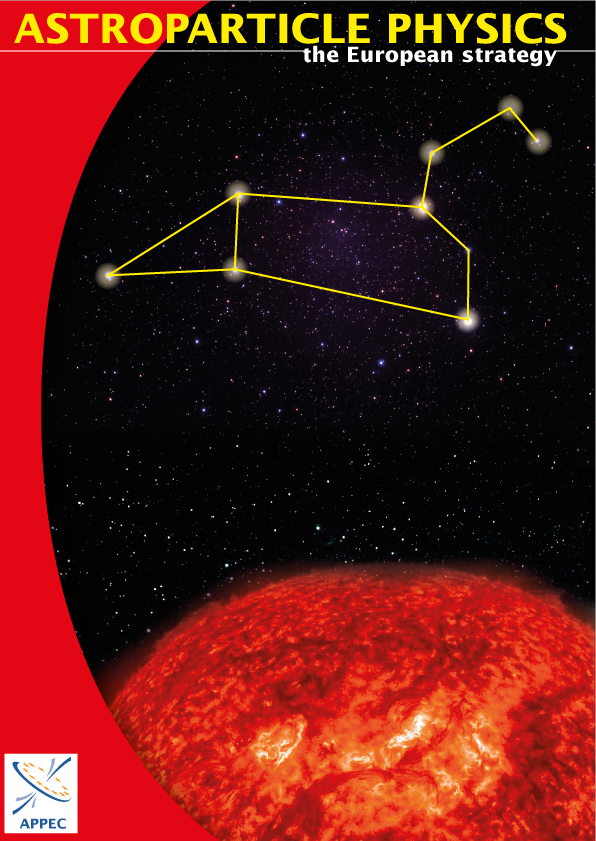 ASTROPARTICLE PHYSICS
the European strategy
APPEC